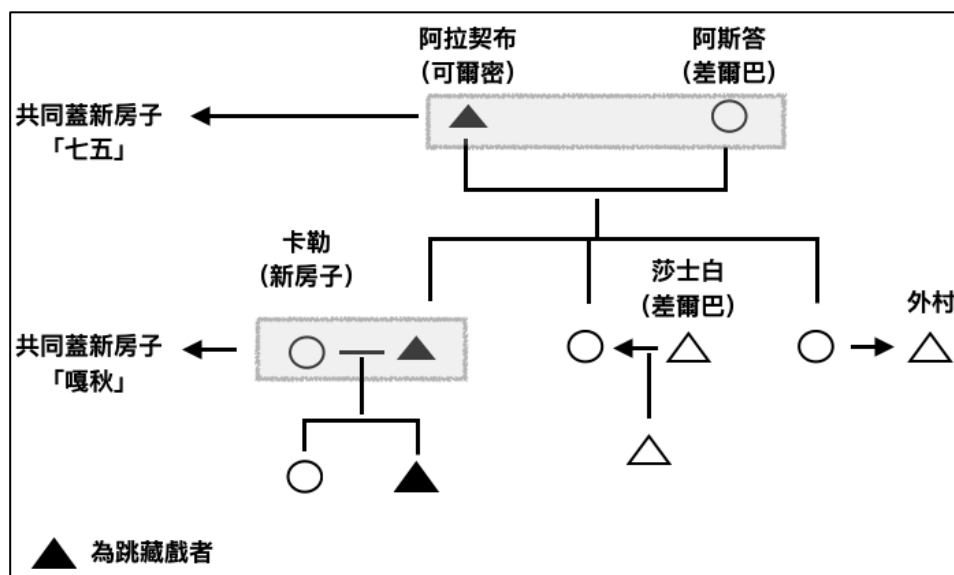 阿拉契布
（可爾密）
阿斯答
（差爾巴）
共同蓋新房子
「七五」
卡勒
（新房子）
莎士白
（差爾巴）
外村
共同蓋新房子
「嘎秋」
為跳藏戲者